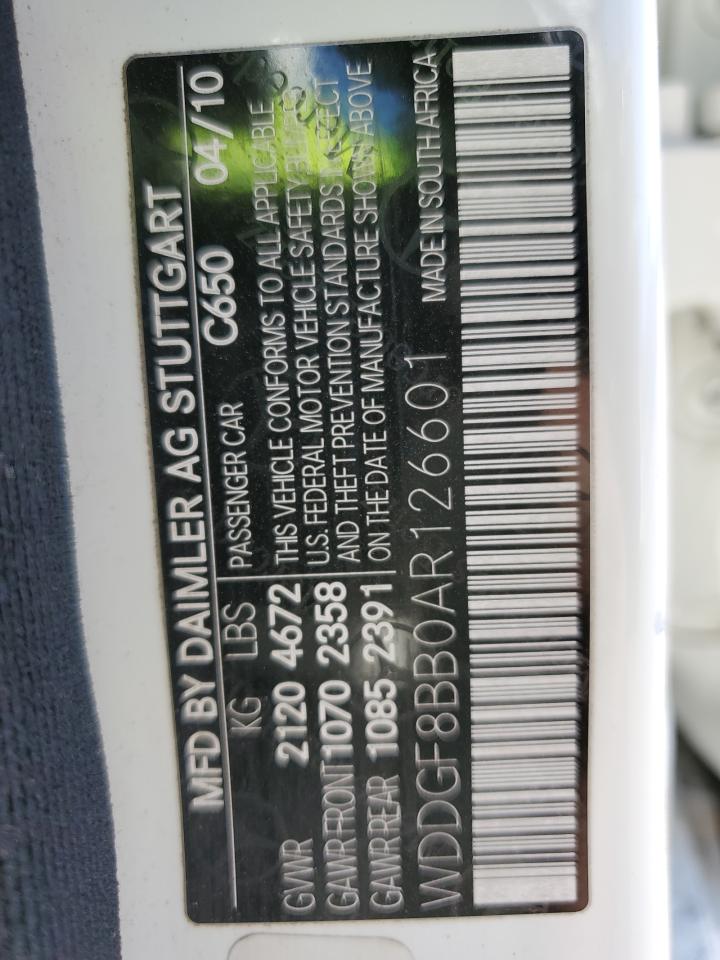 MFD BY DAIMLER AG STUTTGART
C650 04/10
KG LBS PASSENGER CAR
GVWR 2120 4672 THIS VEHICLE CONFORMS TO ALL APPLICABLE
GAWR FRONT 1070 2358 U.S. FEDERAL MOTOR VEHICLE SAFETY BUMPER
GAWR REAR 1085 2391 AND THEFT PREVENTION STANDARDS IN EFFECT
ON THE DATE OF MANUFACTURE SHOWN ABOVE
WDDGF8BB0AR126601 MADE IN SOUTH AFRICA